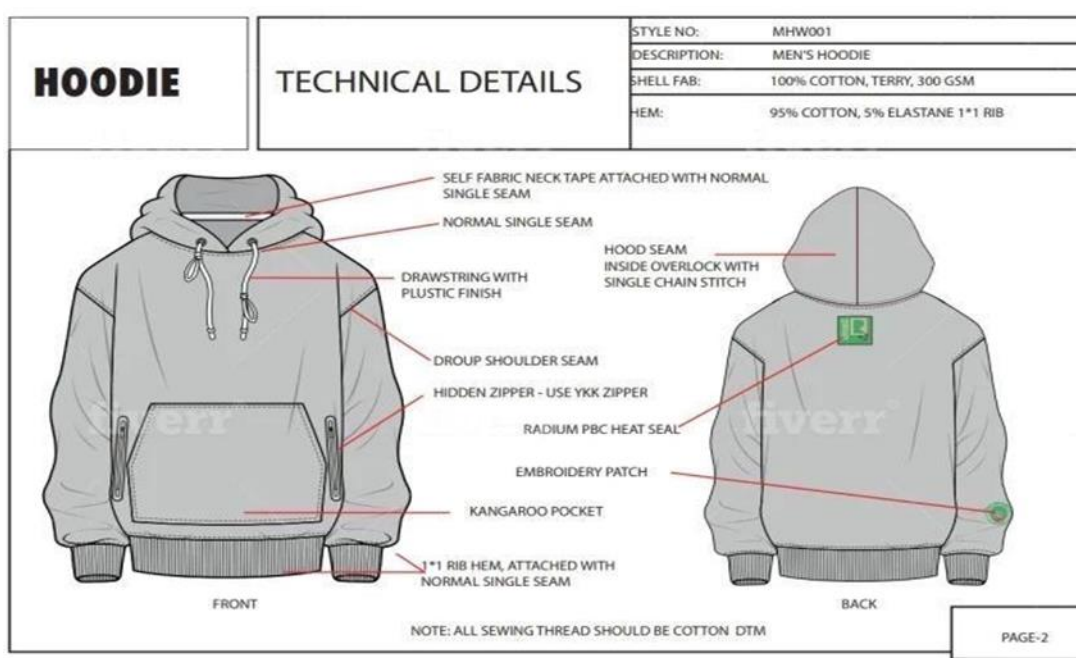 HOODIE
TECHNICAL DETAILS
STYLE NO: MHW001
DESCRIPTION: MEN'S HOODIE
SHELL FAB: 100% COTTON, TERRY, 300 GSM
HEM: 95% COTTON, 5% ELASTANE 1*1 RIB
SELF FABRIC NECK TAPE ATTACHED WITH NORMAL
SINGLE SEAM
NORMAL SINGLE SEAM
DRAWSTRING WITH
PLUSTIC FINISH
DROUP SHOULDER SEAM
HIDDEN ZIPPER - USE YKK ZIPPER
KANGAROO POCKET
1*1 RIB HEM, ATTACHED WITH
NORMAL SINGLE SEAM
FRONT
HOOD SEAM
INSIDE OVERLOCK WITH
SINGLE CHAIN STITCH
RADIUM PBC HEAT SEAL
EMBROIDERY PATCH
BACK
fiverr
fiverr
NOTE: ALL SEWING THREAD SHOULD BE COTTON DTM
PAGE-2